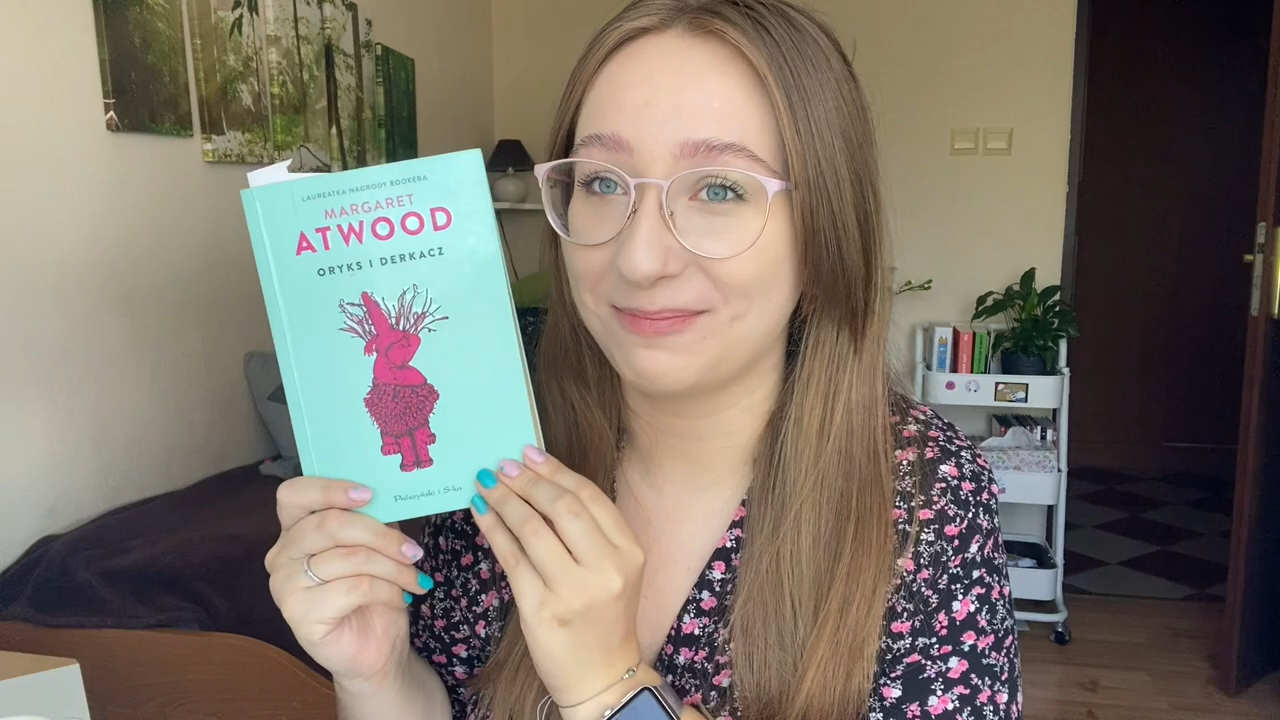 LAUREATKA NAGRODY BOOKERA
MARGARET
ATWOOD
ORYKS I DERKACZ
Prószyński i S-ka